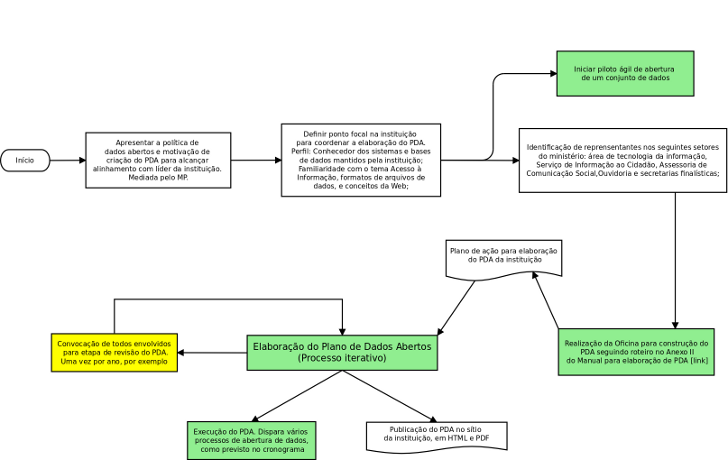 Iniciar piloto ágil de abertura
de um conjunto de dados
Início
Apresentar a política de
dados abertos e motivação de
criação do PDA para alcançar
alinhamento com líder da instituição.
Mediada pelo MP.
Definir ponto focal na instituição
para coordenar a elaboração do PDA.
Perfil: Conhecedor dos sistemas e bases
de dados mantidos pela instituição;
Familiaridade com o tema Acesso à
Informação, formatos de arquivos de
dados, e conceitos da Web;
Identificação de reprensentantes nos seguintes setores
do ministério: área de tecnologia da informação,
Serviço de Informação ao Cidadão, Assessoria de
Comunicação Social,Ouvidoria e secretarias finalísticas;
Plano de ação para elaboração
do PDA da instituição
Convocação de todos envolvidos
para etapa de revisão do PDA.
Uma vez por ano, por exemplo
Elaboração do Plano de Dados Abertos
(Processo iterativo)
Realização da Oficina para construção do
PDA seguindo roteiro no Anexo II
do Manual para elaboração de PDA [link]
Execução do PDA. Dispara vários
processos de abertura de dados,
como previsto no cronograma
Publicação do PDA no sítio
da instituição, em HTML e PDF